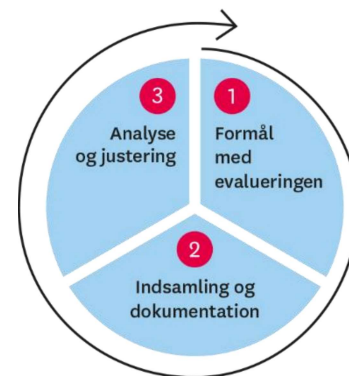 1
Formål
med
evalueringen
2
Indsamling og
dokumentation
3
Analyse
og justering